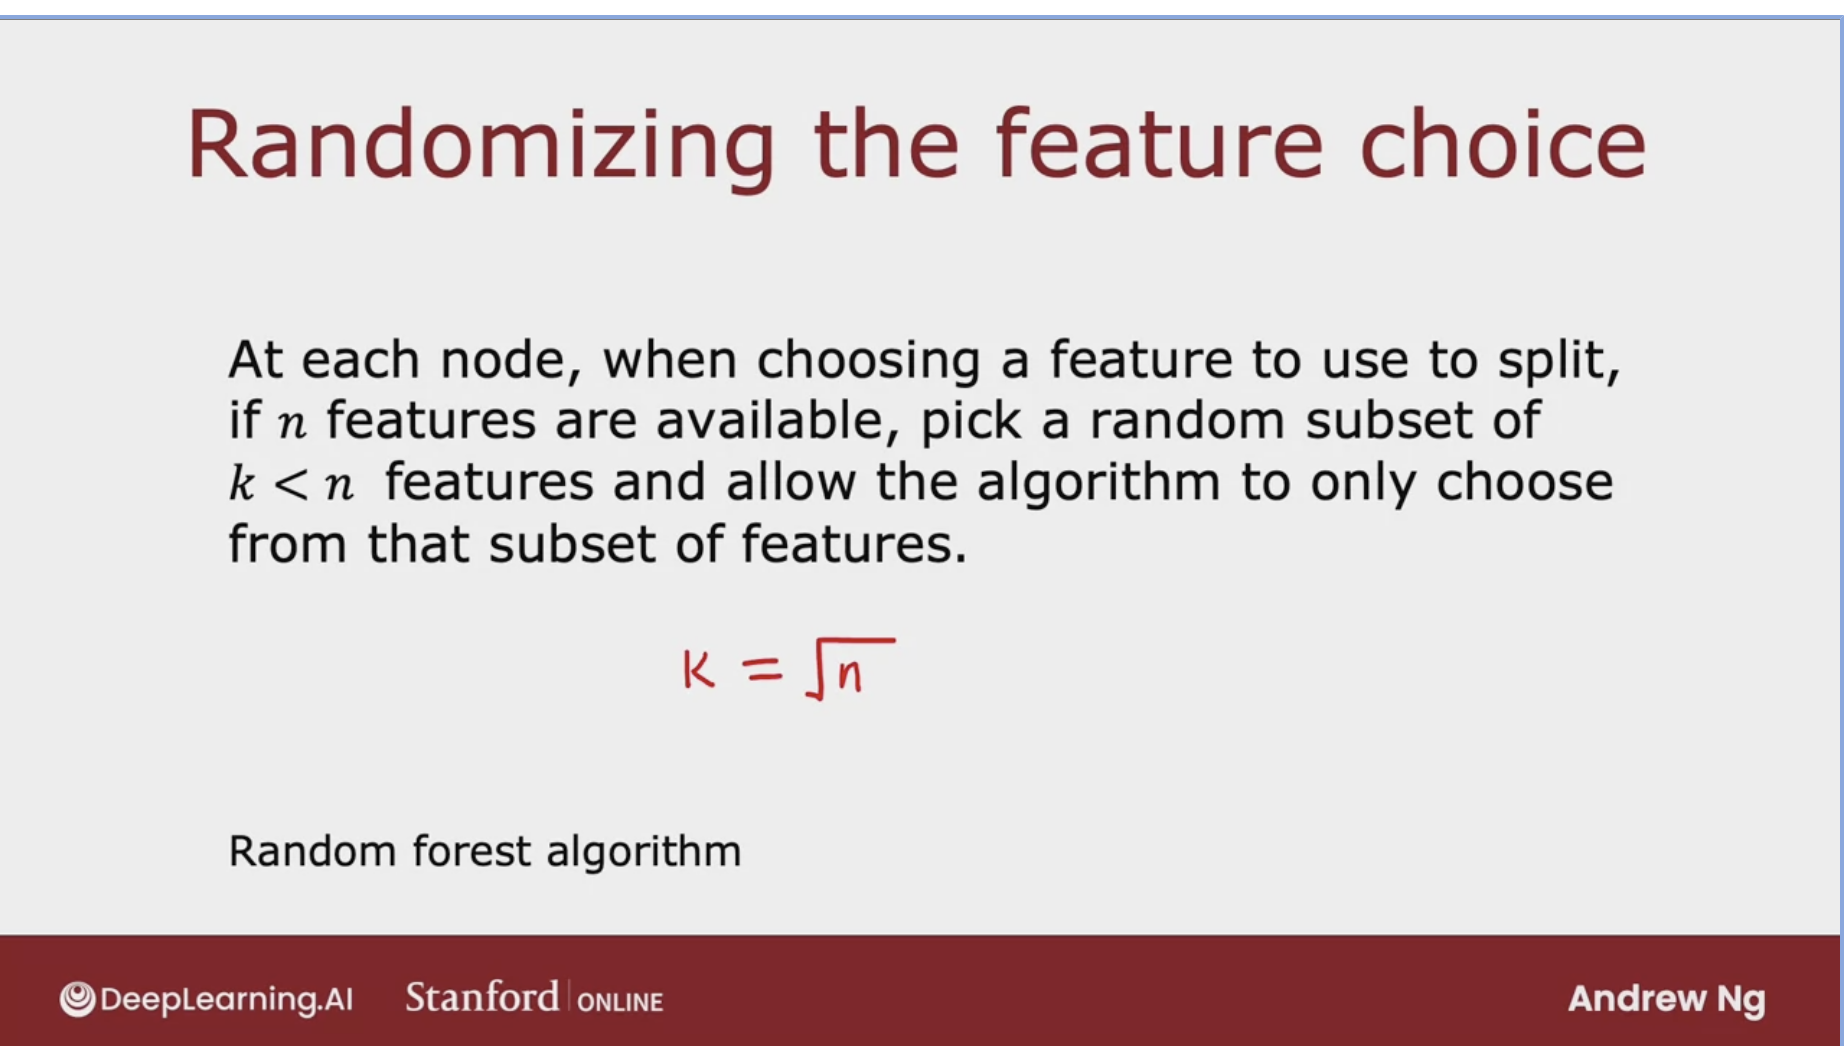 Randomizing the feature choice
At each node, when choosing a feature to use to split,
if n features are available, pick a random subset of
k < n features and allow the algorithm to only choose
from that subset of features.
K = √n
Random forest algorithm
DeepLearning.AI Stanford | ONLINE Andrew Ng